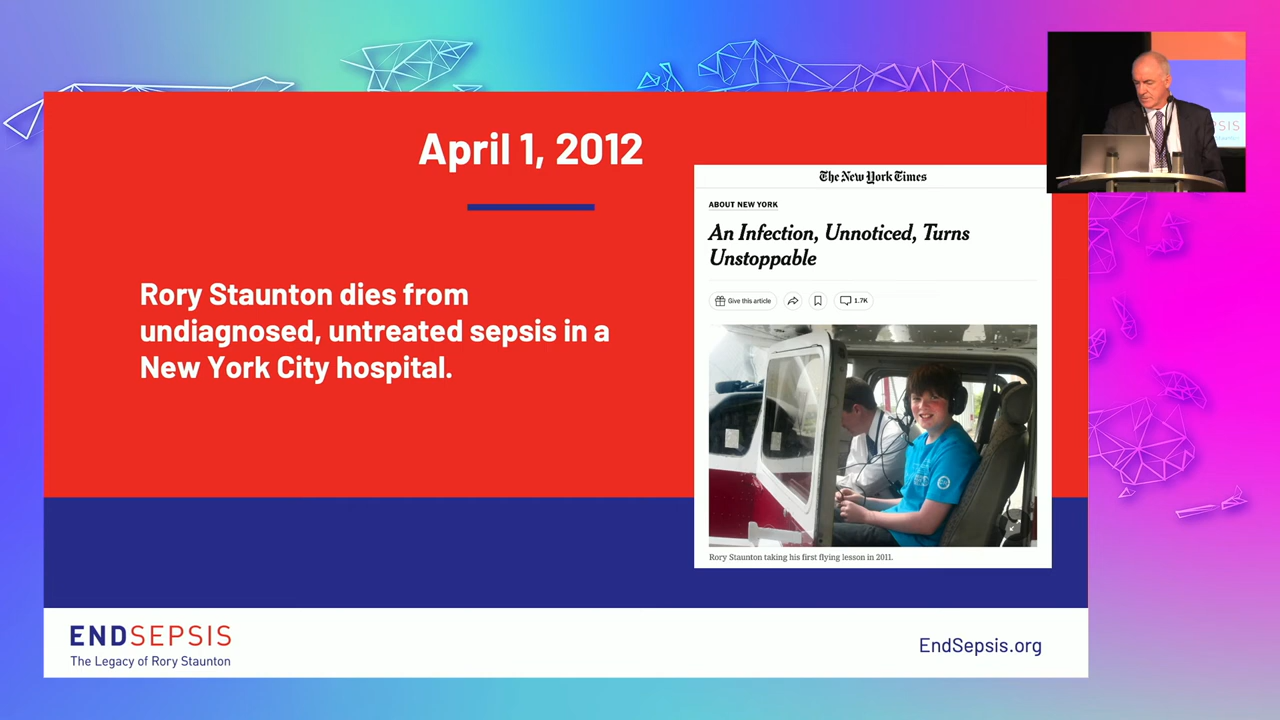 April 1, 2012
Rory Staunton dies from
undiagnosed, untreated sepsis in a
New York City hospital.
The New York Times
ABOUT NEW YORK
An Infection, Unnoticed, Turns
Unstoppable
Give this article
1.7K
Rory Staunton taking his first flying lesson in 2011.
ENDSEPSIS
The Legacy of Rory Staunton
EndSepsis.org
SIS